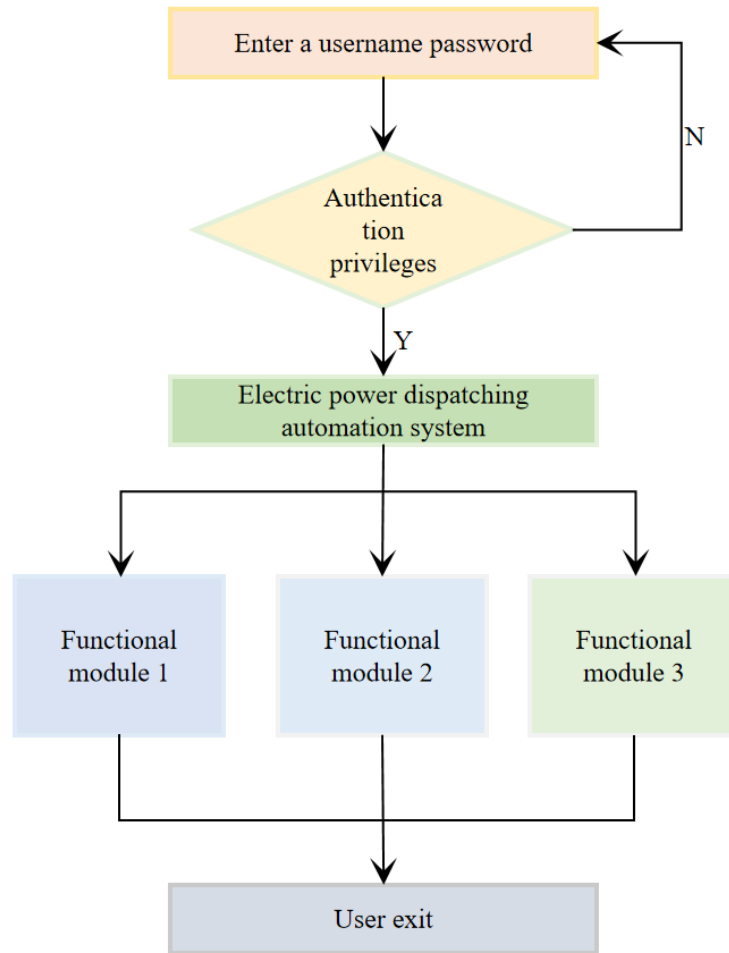 Enter a username password
N
Authentica
tion
privileges
Y
Electric power dispatching
automation system
Functional
module 1
Functional
module 2
Functional
module 3
User exit